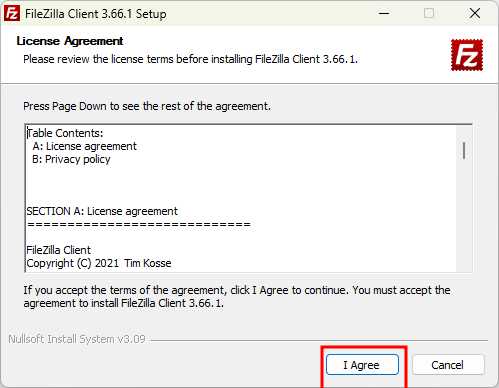 FileZilla Client 3.66.1 Setup
License Agreement
Please review the license terms before installing FileZilla Client 3.66.1.
Fz
Press Page Down to see the rest of the agreement.
Table Contents:
A: License agreement
B: Privacy policy
SECTION A: License agreement
============================
FileZilla Client
Copyright (C) 2021 Tim Kosse
If you accept the terms of the agreement, click I Agree to continue. You must accept the
agreement to install FileZilla Client 3.66.1.
Nullsoft Install System v3.09
I Agree
Cancel